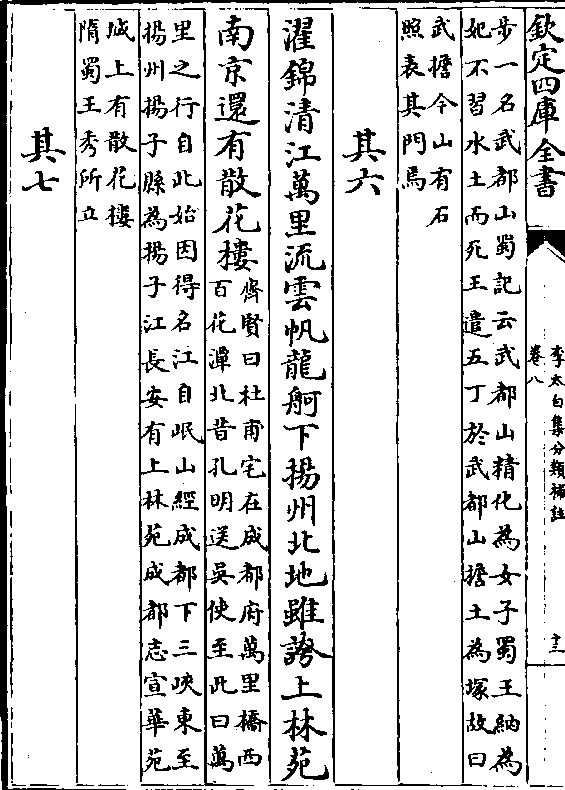 欽定四庫全書
李太白集分類補註
卷八
十三
步一名武都山蜀記云武都山精化為女子蜀王納為
妃不習水土而死王遣五丁於武都山擔土為塚故曰
武擔今山有石
照表其門焉
其六
濯錦清江萬里流雲帆龍舸下揚州北地雖誇上林苑
南京還有散花樓
齊賢曰杜甫宅在成都府萬里橋西
百花潭北昔孔明送吳使至此曰萬
里之行自此始因得名江自岷山經成都下三峽東至
揚州揚子縣為揚子江長安有上林苑成都志宣華苑
城上有散花樓
隋蜀王秀所立
其七